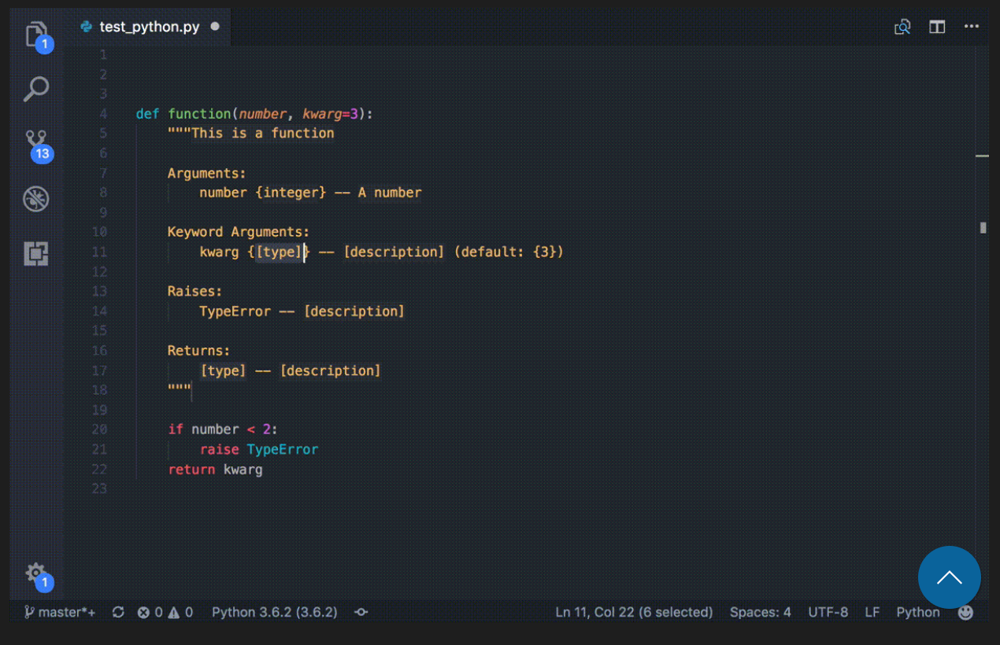 test_python.py
1
1
2
3
4 def function(number, kwarg=3):
13
5 """This is a function
6
7 Arguments:
8 number {integer} –– A number
9
10 Keyword Arguments:
11 kwarg {[type]} –– [description] (default: {3})
12
13 Raises:
14 TypeError –– [description]
15
16 Returns:
17 [type] –– [description]
18 """
19
20 if number < 2:
21 raise TypeError
22 return kwarg
23
1
master*+ 0 0 Python 3.6.2 (3.6.2) Ln 11, Col 22 (6 selected) Spaces: 4 UTF-8 LF Python